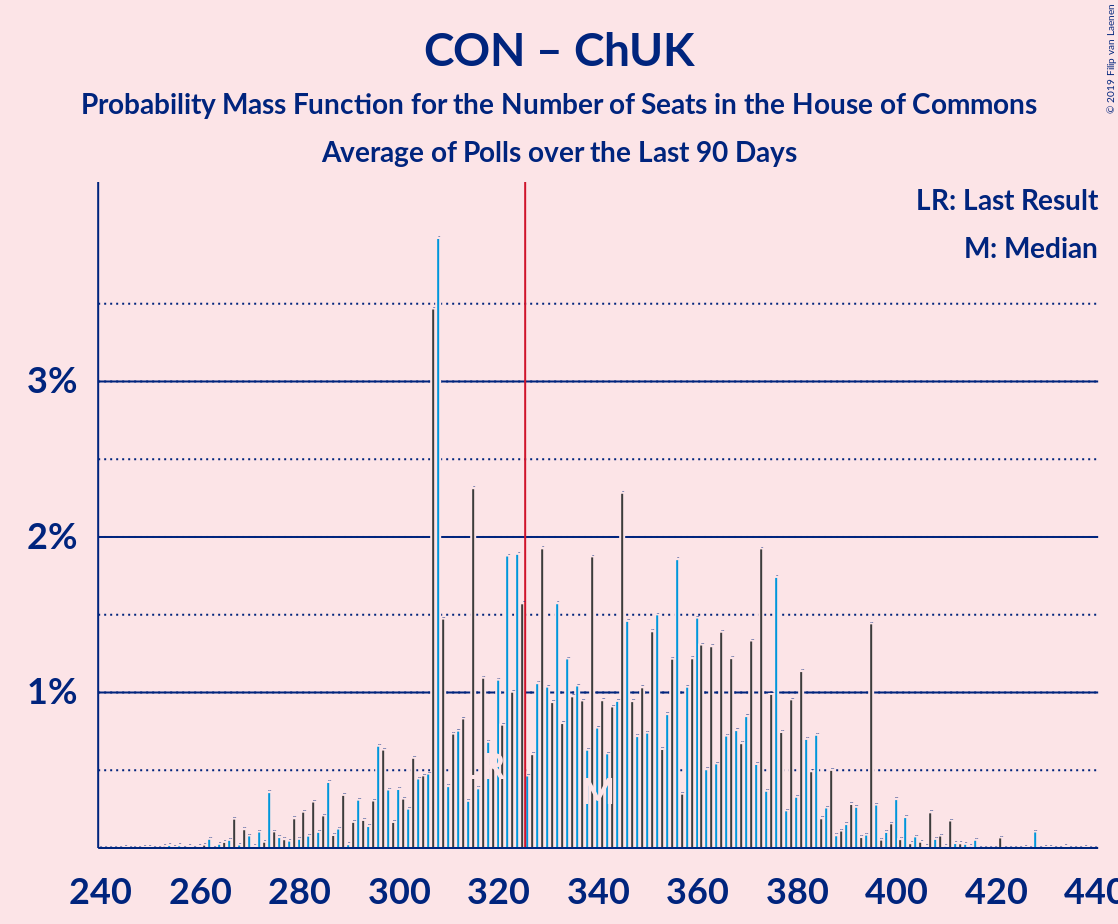 CON – ChUK
Probability Mass Function for the Number of Seats in the House of Commons
Average of Polls over the Last 90 Days
© 2019 Filip van Laenen
LR: Last Result
M: Median
3%
2%
1%
LR
M
240 260 280 300 320 340 360 380 400 420 440